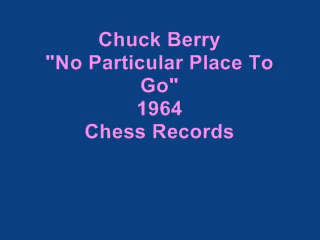 Chuck Berry
"No Particular Place To
Go"
1964
Chess Records